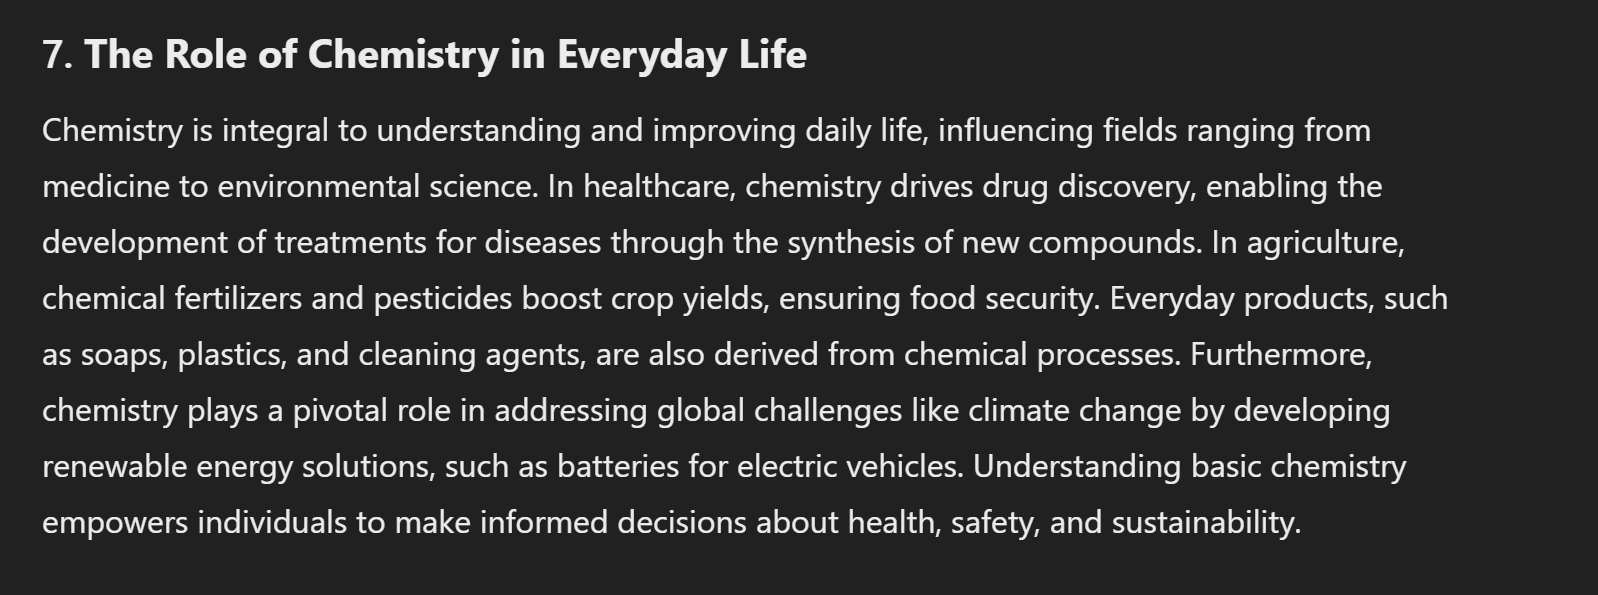 7. The Role of Chemistry in Everyday Life
Chemistry is integral to understanding and improving daily life, influencing fields ranging from
medicine to environmental science. In healthcare, chemistry drives drug discovery, enabling the
development of treatments for diseases through the synthesis of new compounds. In agriculture,
chemical fertilizers and pesticides boost crop yields, ensuring food security. Everyday products, such
as soaps, plastics, and cleaning agents, are also derived from chemical processes. Furthermore,
chemistry plays a pivotal role in addressing global challenges like climate change by developing
renewable energy solutions, such as batteries for electric vehicles. Understanding basic chemistry
empowers individuals to make informed decisions about health, safety, and sustainability.